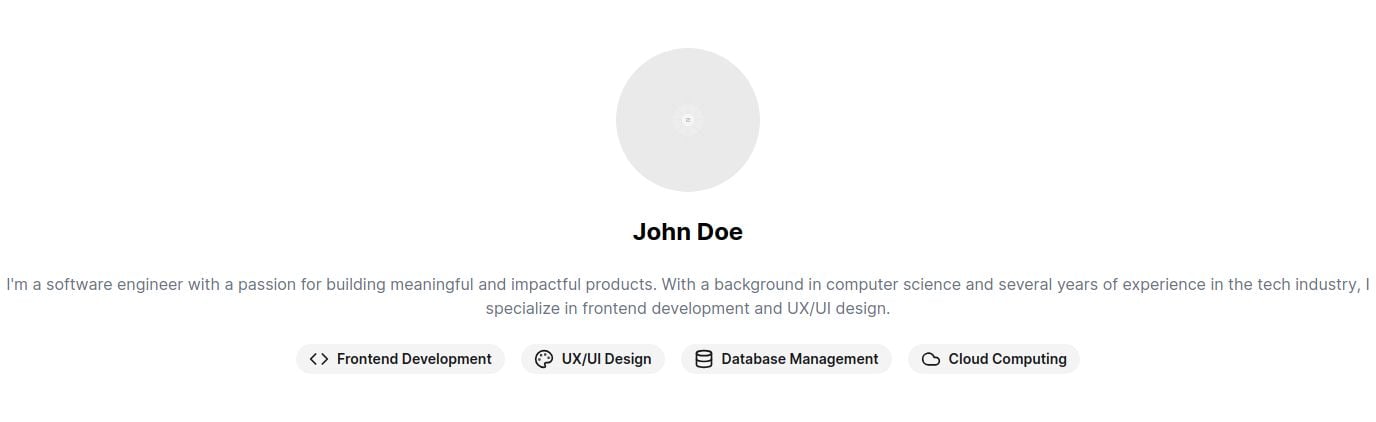 John Doe
I'm a software engineer with a passion for building meaningful and impactful products. With a background in computer science and several years of experience in the tech industry, I
specialize in frontend development and UX/UI design.
Frontend Development UX/UI Design Database Management Cloud Computing